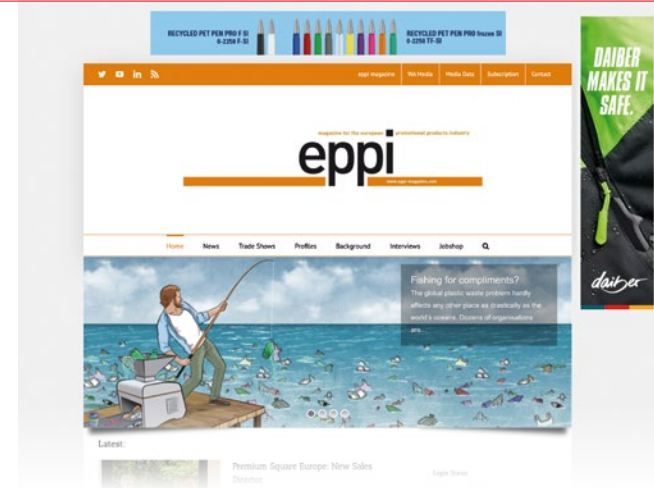 RECYCLED PET PEN PRO F SI
0-2250 F-SI
RECYCLED PET PEN PRO frozen SI
0-2250 TF-SI
DAIBER
MAKES IT
SAFE.
daiber
eppi magazine
WA Media
Media Data
Subscription
Contact
magazine for the european promotional products industry
eppi
www.eppi-magazine.com
Home News Trade Shows Profiles Background Interviews Jobshop
Fishing for compliments?
The global plastic waste problem hardly
affects any other place as drastically as the
world's oceans. Dozens of organisations
are
Latest:
Premium Square Europe: New Sales
Director
Login Status